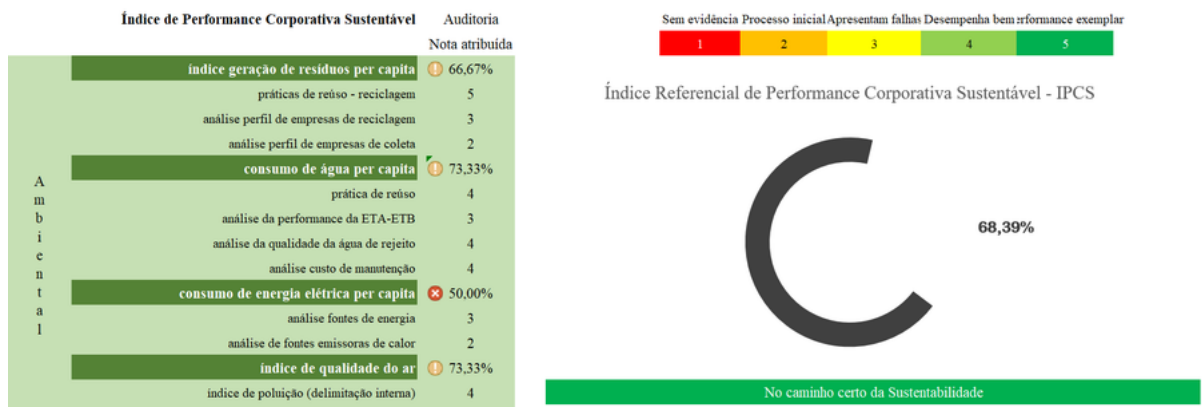 Índice de Performance Corporativa Sustentável Auditoria
Nota atribuída
índice geração de resíduos per capita 66,67%
práticas de reúso - reciclagem 5
análise perfil de empresas de reciclagem 3
análise perfil de empresas de coleta 2
consumo de água per capita 73,33%
prática de reúso 4
análise da performance da ETA-ETB 3
análise da qualidade da água de rejeito 4
análise custo de manutenção 4
consumo de energia elétrica per capita 50,00%
análise fontes de energia 3
análise de fontes emissoras de calor 2
índice de qualidade do ar 73,33%
índice de poluição (delimitação interna) 4
Ambiental
Sem evidência Processo inicial Apresentam falhas Desempenha bem erformance exemplar
1 2 3 4 5
Índice Referencial de Performance Corporativa Sustentável - IPCS
68,39%
No caminho certo da Sustentabilidade